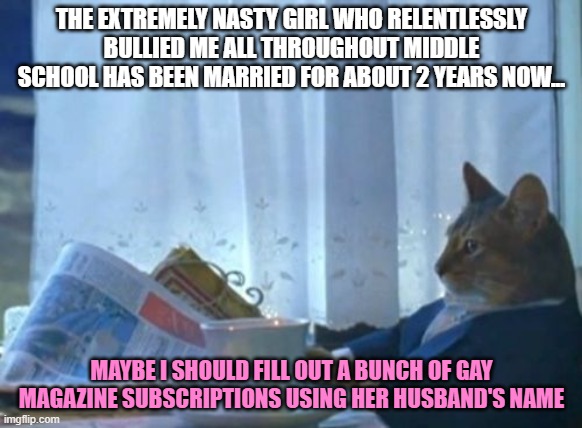 THE EXTREMELY NASTY GIRL WHO RELENTLESSLY
BULLIED ME ALL THROUGHOUT MIDDLE
SCHOOL HAS BEEN MARRIED FOR ABOUT 2 YEARS NOW...
MAYBE I SHOULD FILL OUT A BUNCH OF GAY
MAGAZINE SUBSCRIPTIONS USING HER HUSBAND'S NAME
imgflip.com